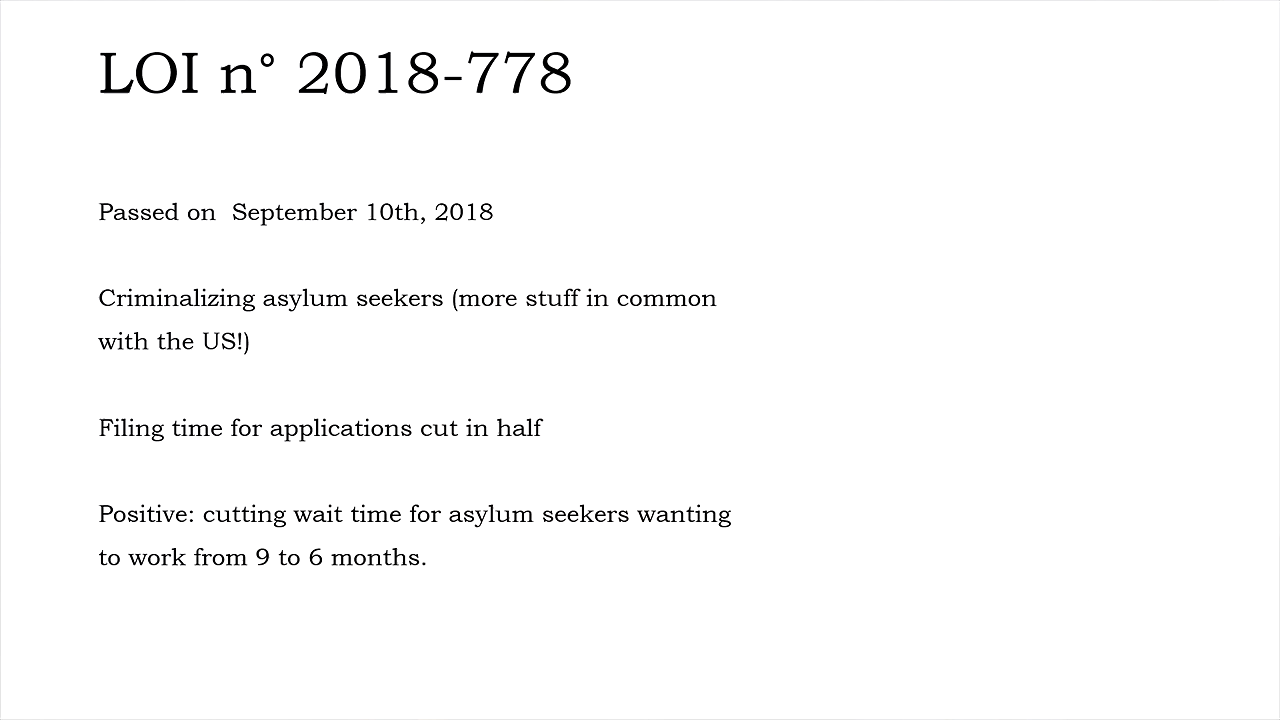 LOI n° 2018-778
Passed on  September 10th, 2018
Criminalizing asylum seekers (more stuff in common
with the US!)
Filing time for applications cut in half
Positive: cutting wait time for asylum seekers wanting
to work from 9 to 6 months.